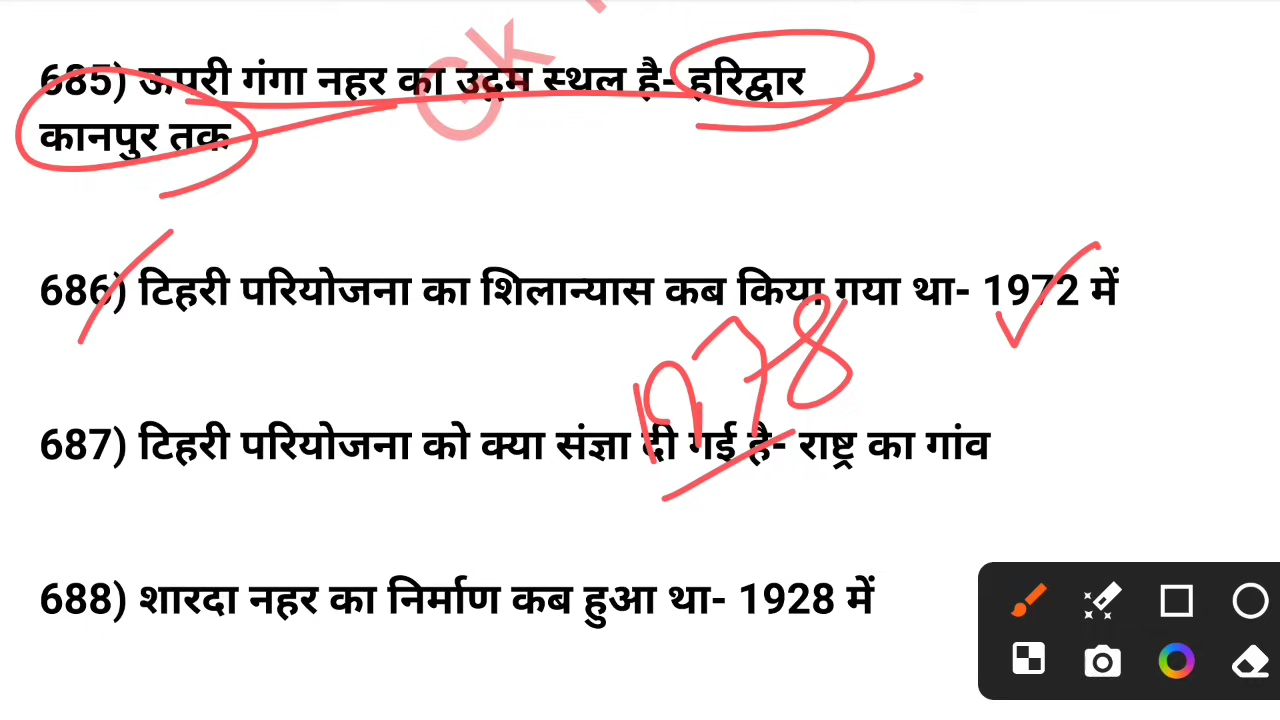 GK
685) ऊपरी गंगा नहर का उद्गम स्थल है- हरिद्वार
कानपुर तक
686) टिहरी परियोजना का शिलान्यास कब किया गया था- 1972 में
1978
687) टिहरी परियोजना को क्या संज्ञा दी गई है- राष्ट्र का गांव
688) शारदा नहर का निर्माण कब हुआ था- 1928 में